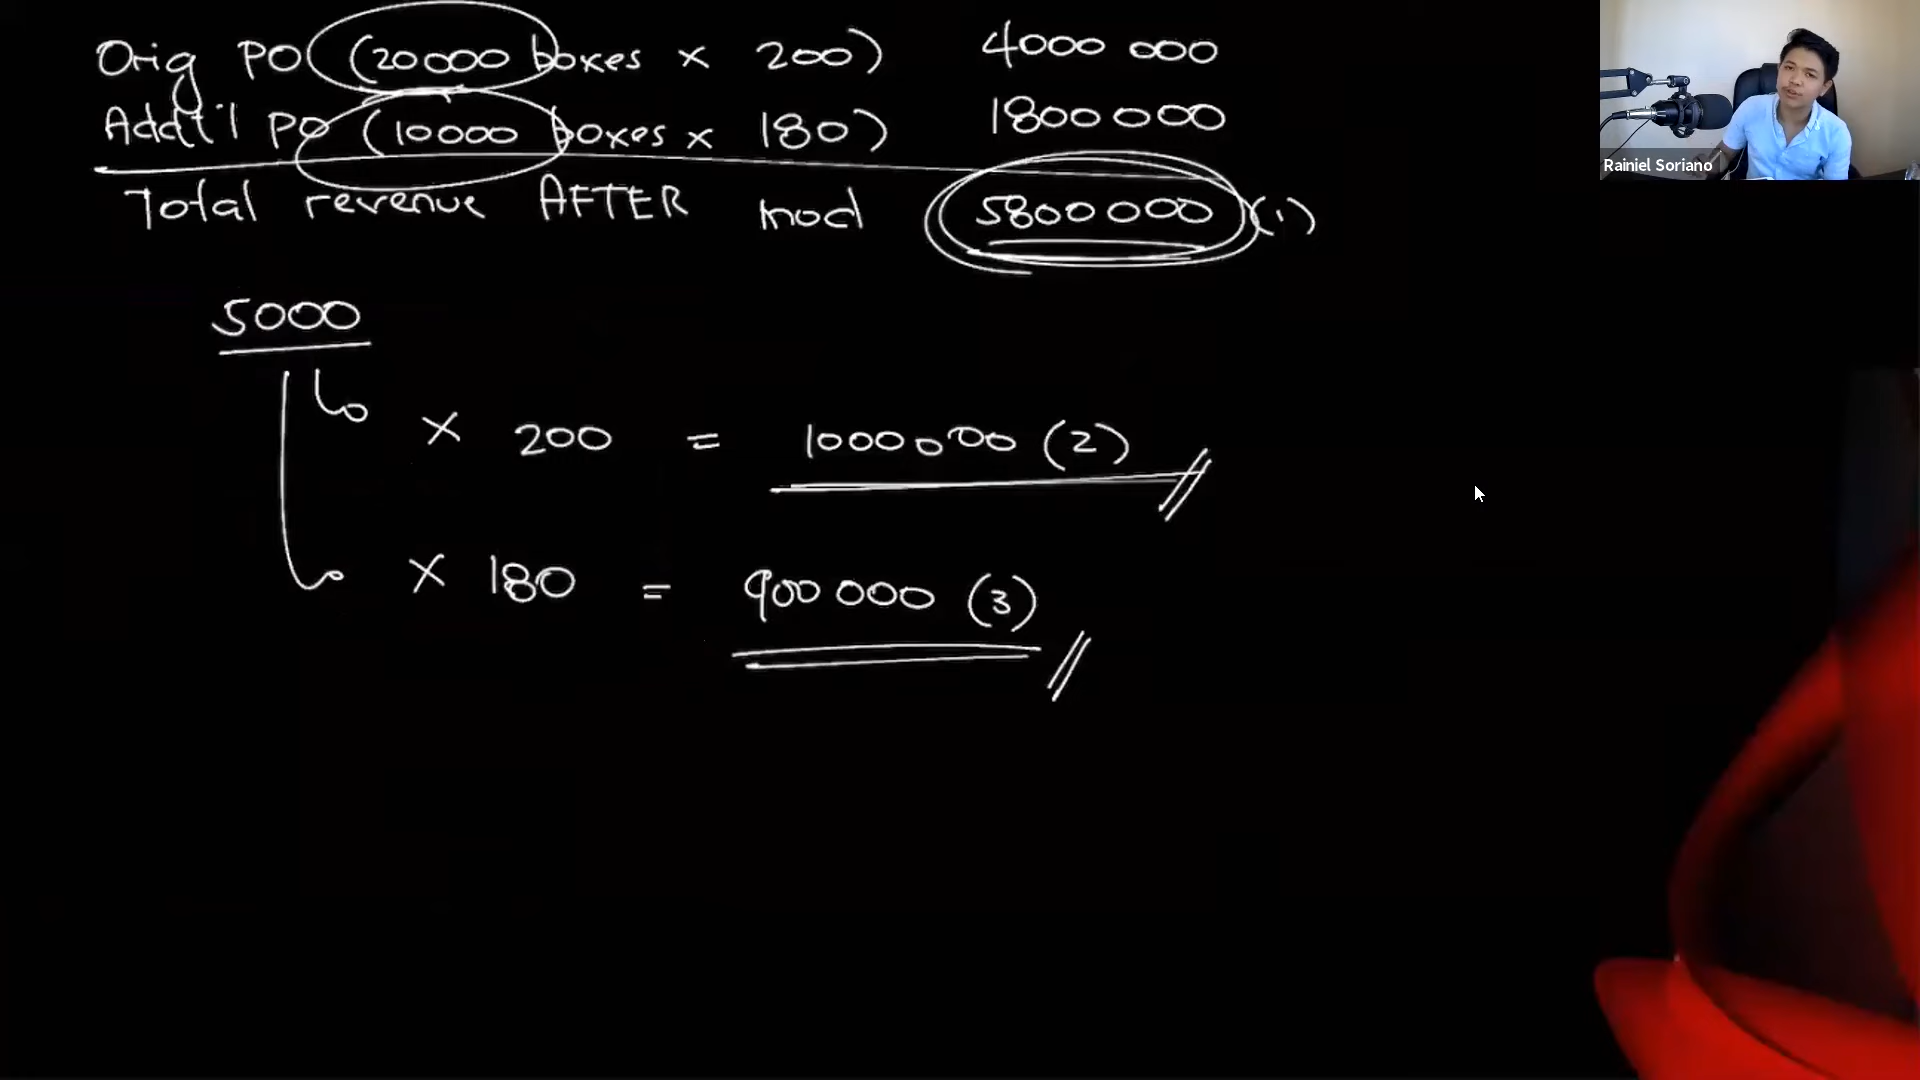 Orig PO (20000 boxes x 200) 4000 000
Addt'l PO (10000 boxes x 180) 1800 000
Total revenue AFTER mod 5800 000 (1)
5000
x 200 = 1000 000 (2)
x 180 = 900 000 (3)
Rainiel Soriano